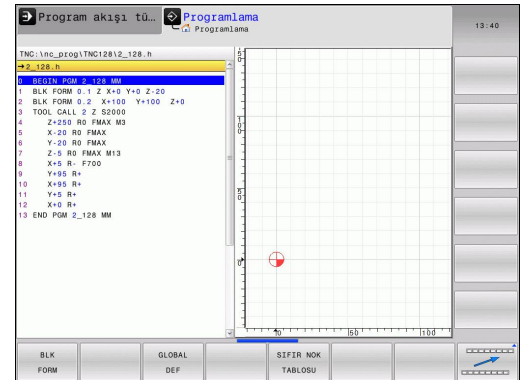 Program akışı tü...
Programlama
Programlama
13:40
TNC:\nc_prog\TNC128\2_128.h
→2_128.h
0 BEGIN PGM 2_128 MM
1 BLK FORM 0.1 Z X+0 Y+0 Z-20
2 BLK FORM 0.2 X+100 Y+100 Z+0
3 TOOL CALL 2 Z S2000
4 Z+250 R0 FMAX M3
5 X-20 R0 FMAX
6 Y-20 R0 FMAX
7 Z-5 R0 FMAX M13
8 X+5 R- F700
9 Y+95 R+
10 X+95 R+
11 Y+5 R+
12 X+0 R+
13 END PGM 2_128 MM
100
50
0
0 50 100
BLK FORM
GLOBAL DEF
SIFIR NOK TABLOSU